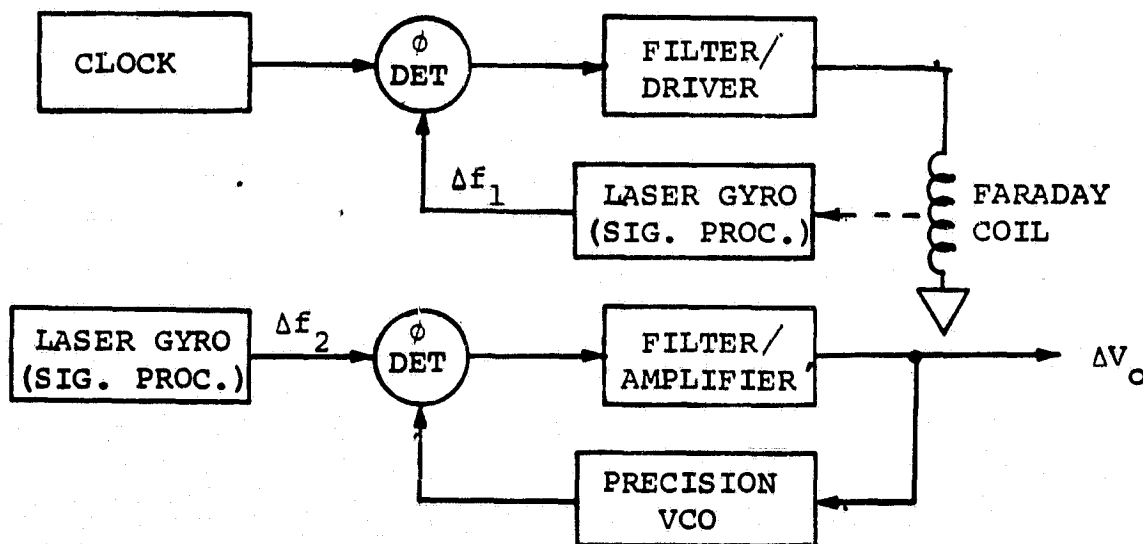 CLOCK
φ
DET
FILTER/
DRIVER
Δf₁
LASER GYRO
(SIG. PROC.)
FARADAY
COIL
LASER GYRO
(SIG. PROC.)
Δf₂
φ
DET
FILTER/
AMPLIFIER
ΔV₀
PRECISION
VCO